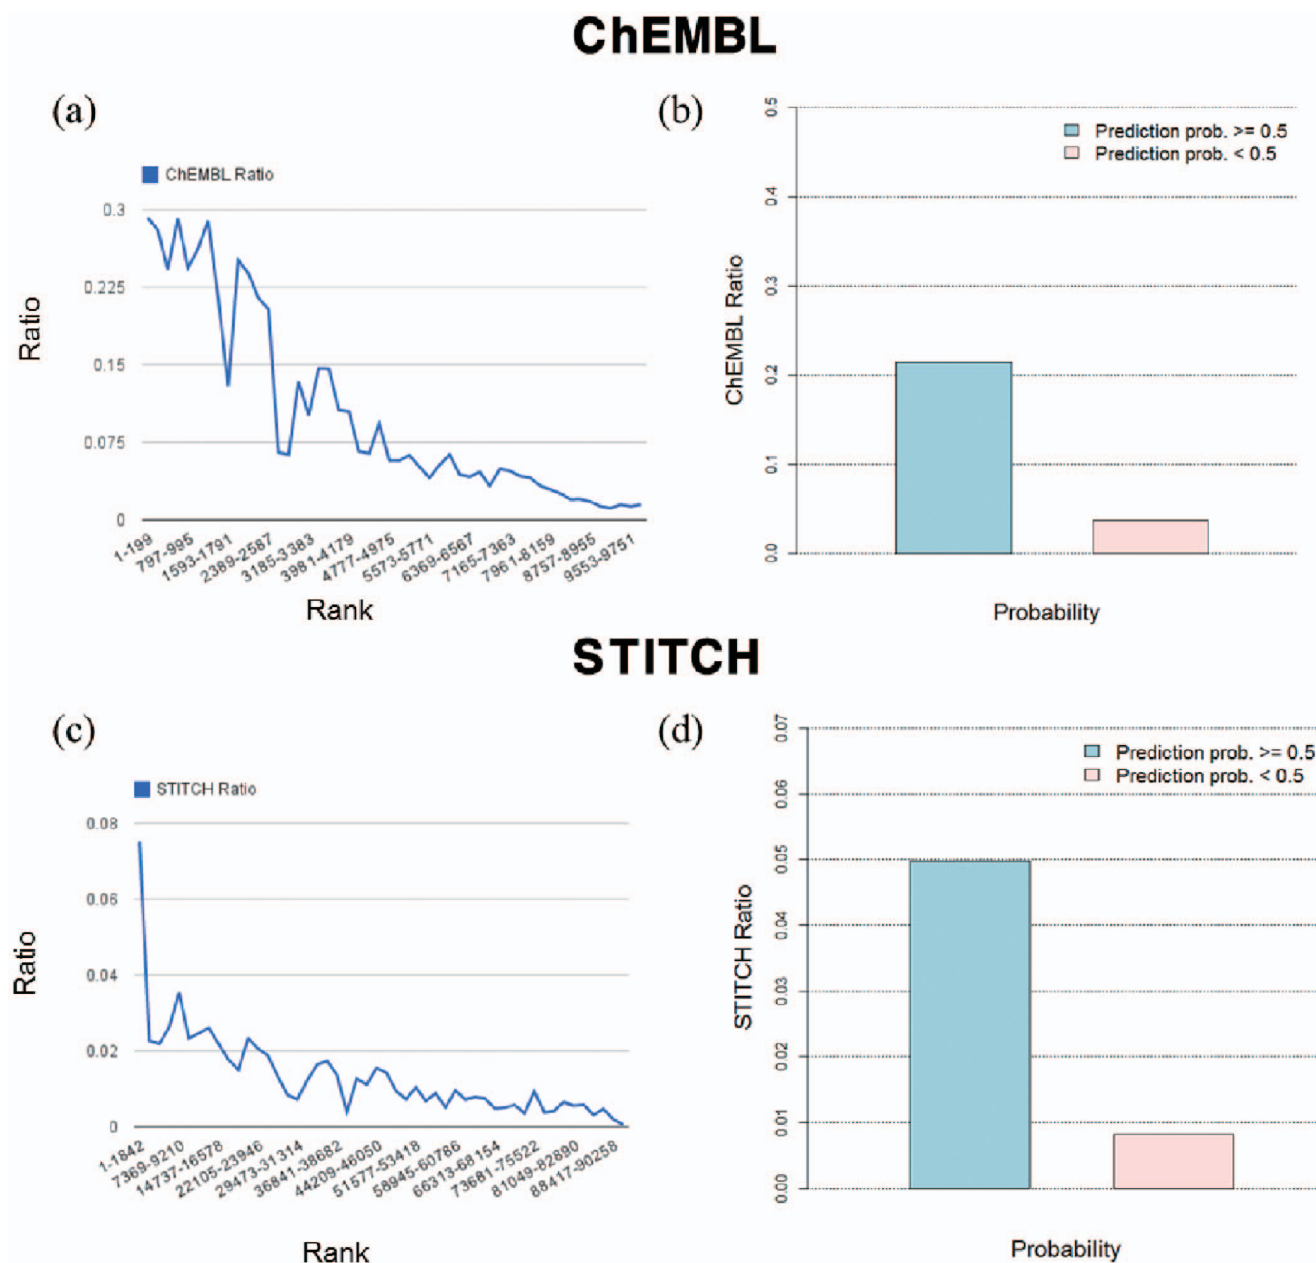 ChEMBL
(a)
ChEMBL Ratio
0.3
0.225
0.15
0.075
0
Ratio
1-199
797-995
1593-1791
2389-2587
3185-3383
3981-4179
4777-4975
5573-5771
6369-6567
7165-7363
7961-8159
8757-8955
9553-9751
Rank
(b)
Prediction prob. >= 0.5
Prediction prob. < 0.5
0.5
0.4
0.3
0.2
0.1
0.0
ChEMBL Ratio
Probability
STITCH
(c)
STITCH Ratio
0.08
0.06
0.04
0.02
0
Ratio
1-1842
7369-9210
14737-16578
22105-23946
29473-31314
36841-38682
44209-46050
51577-53418
58945-60786
66313-68154
73681-75522
81049-82890
88417-90258
Rank
(d)
Prediction prob. >= 0.5
Prediction prob. < 0.5
0.07
0.06
0.05
0.04
0.03
0.02
0.01
0.00
STITCH Ratio
Probability